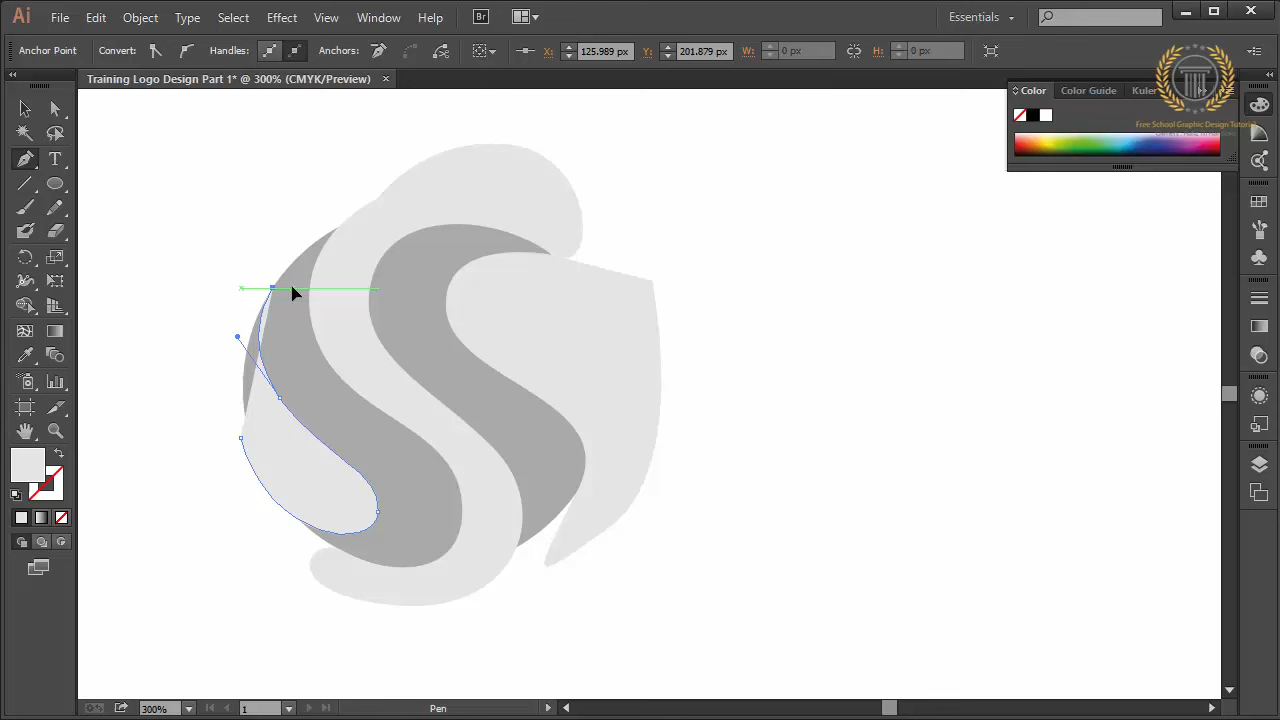 Ai File Edit Object Type Select Effect View Window Help Br Essentials
Anchor Point Convert: Handles: Anchors: X: 125.989 px Y: 201.879 px W: 0 px H: 0 px
Training Logo Design Part 1* @ 300% (CMYK/Preview)
Color Color Guide Kuler
Free School Graphic Design Tutorial
300% 1 Pen